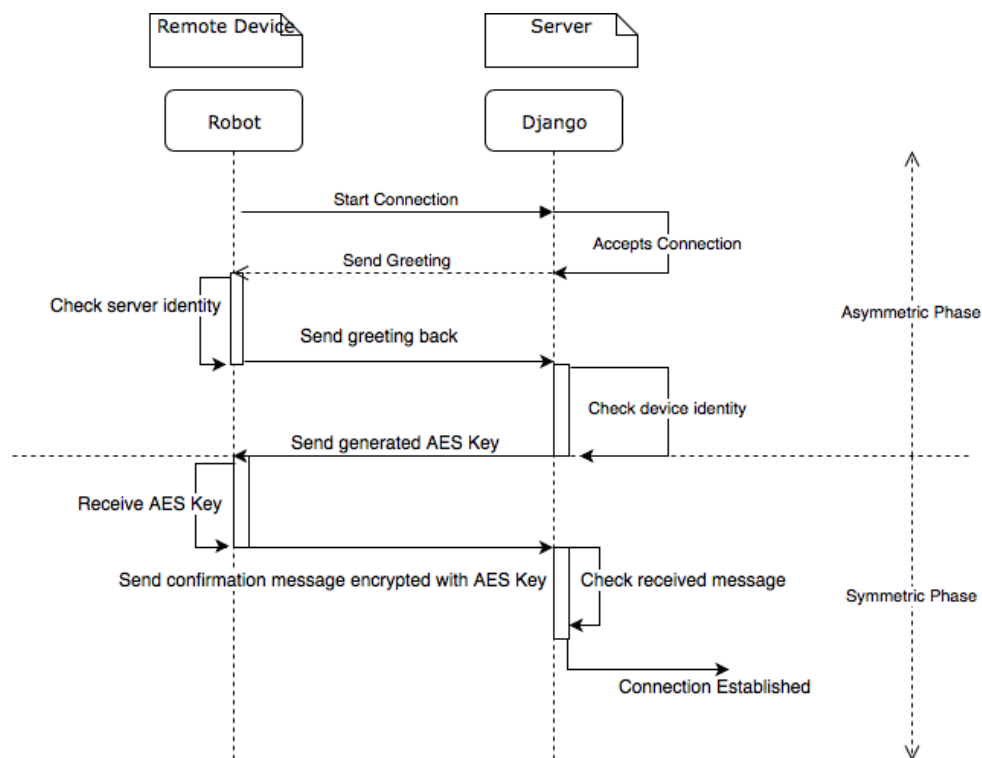 Remote Device
Server
Robot
Django
Start Connection
Accepts Connection
Send Greeting
Check server identity
Asymmetric Phase
Send greeting back
Check device identity
Send generated AES Key
Receive AES Key
Send confirmation message encrypted with AES Key
Check received message
Symmetric Phase
Connection Established